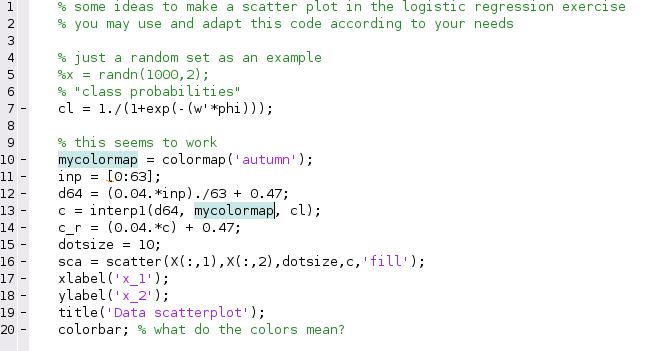 1 % some ideas to make a scatter plot in the logistic regression exercise
2 % you may use and adapt this code according to your needs
3
4 % just a random set as an example
5 %x = randn(1000,2);
6 % "class probabilities"
7 - cl = 1./(1+exp(-(w'*phi)));
8
9 % this seems to work
10 - mycolormap = colormap('autumn');
11 - inp = [0:63];
12 - d64 = (0.04.*inp)./63 + 0.47;
13 - c = interp1(d64, mycolormap, cl);
14 - c_r = (0.04.*c) + 0.47;
15 - dotsize = 10;
16 - sca = scatter(X(:,1),X(:,2),dotsize,c,'fill');
17 - xlabel('x_1');
18 - ylabel('x_2');
19 - title('Data scatterplot');
20 - colorbar; % what do the colors mean?